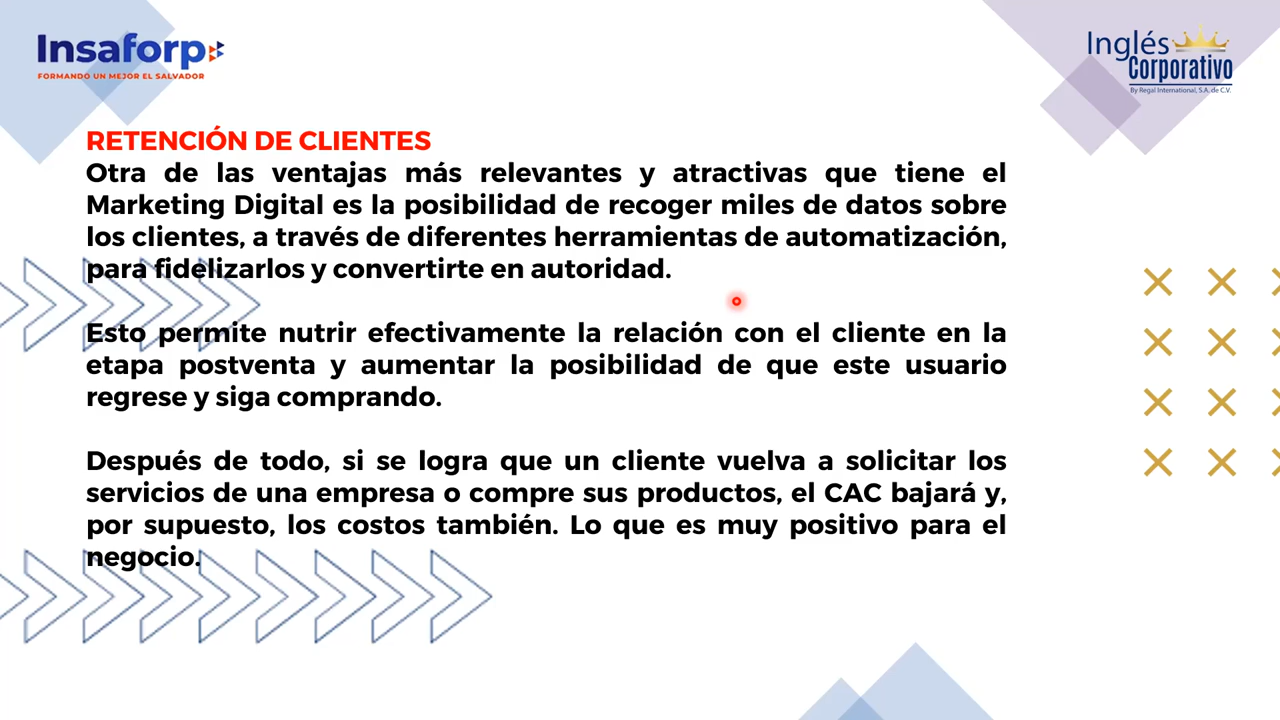 Insaforp
FORMANDO UN MEJOR EL SALVADOR
Inglés
Corporativo
By Regal International, S.A. de C.V.
RETENCIÓN DE CLIENTES
Otra de las ventajas más relevantes y atractivas que tiene el
Marketing Digital es la posibilidad de recoger miles de datos sobre
los clientes, a través de diferentes herramientas de automatización,
para fidelizarlos y convertirte en autoridad.
Esto permite nutrir efectivamente la relación con el cliente en la
etapa postventa y aumentar la posibilidad de que este usuario
regrese y siga comprando.
Después de todo, si se logra que un cliente vuelva a solicitar los
servicios de una empresa o compre sus productos, el CAC bajará y,
por supuesto, los costos también. Lo que es muy positivo para el
negocio.